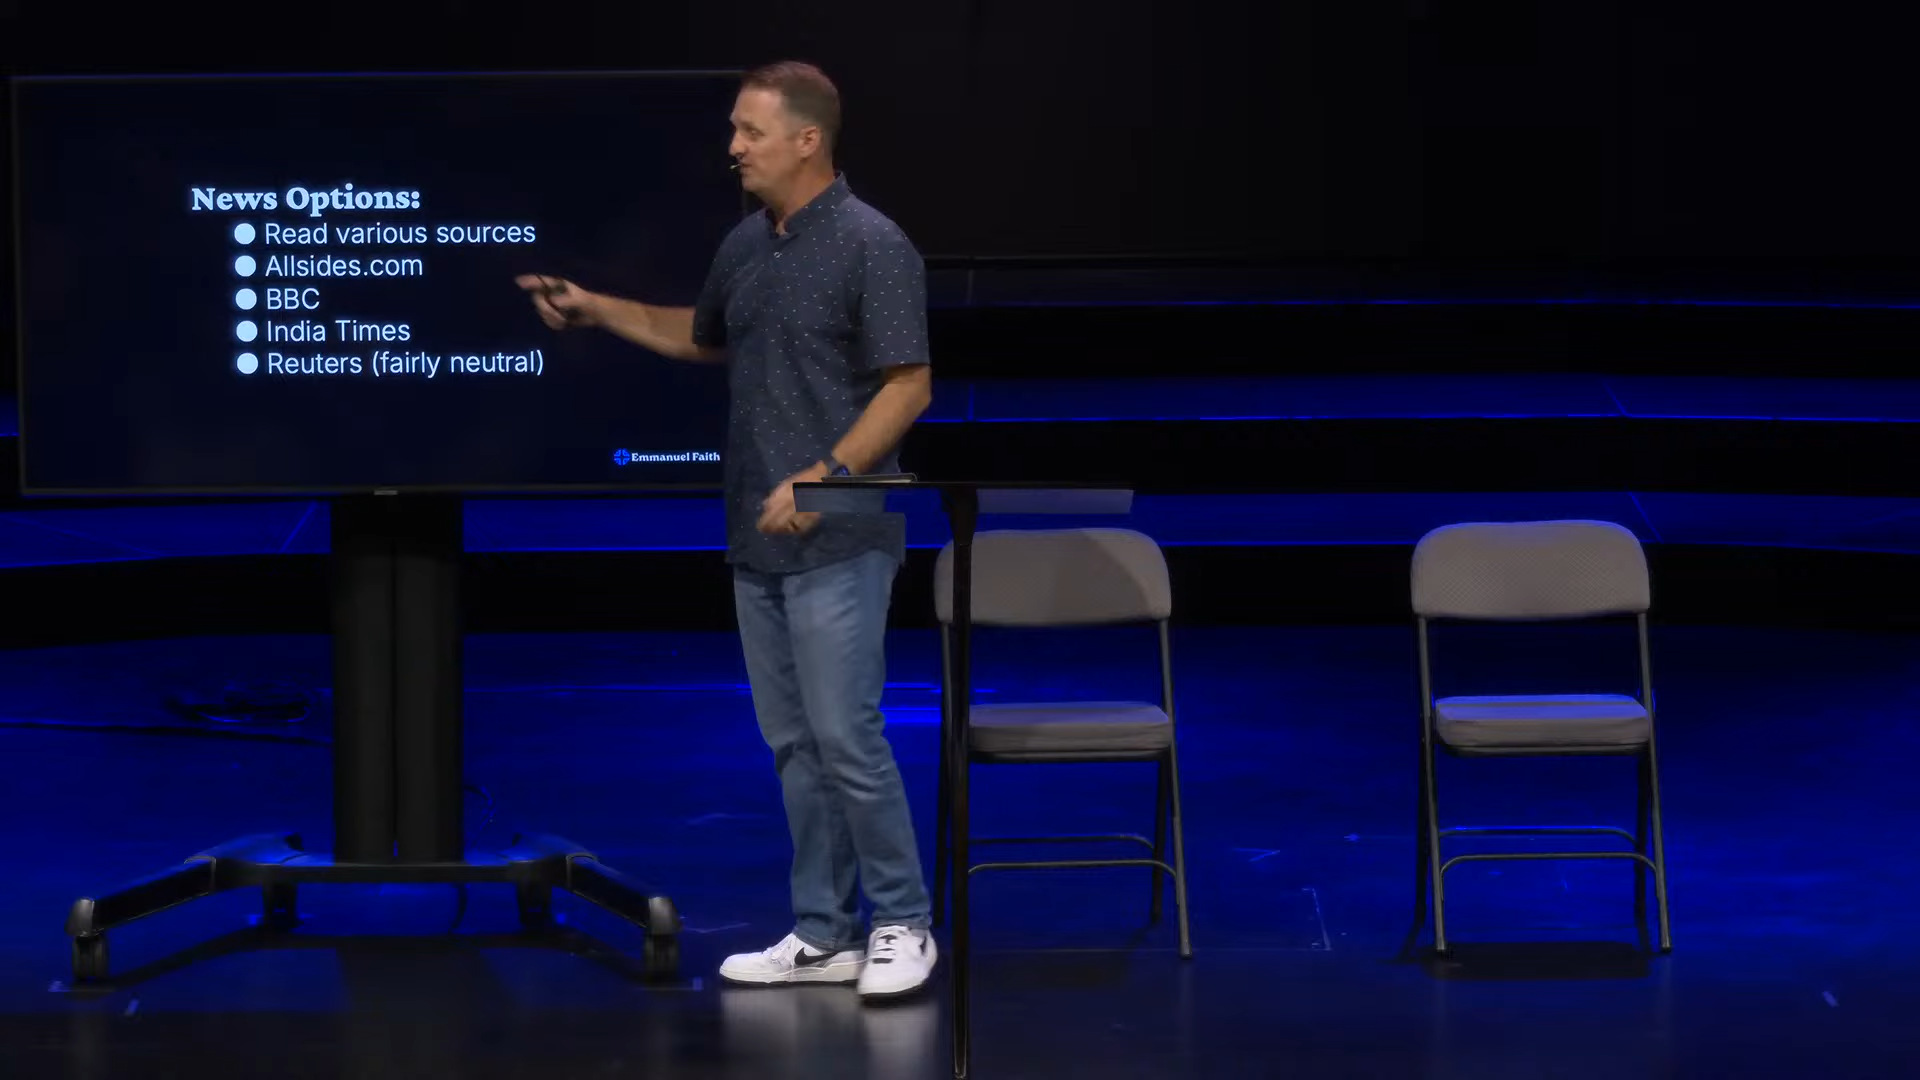 News Options:
● Read various sources
● Allsides.com
● BBC
● India Times
● Reuters (fairly neutral)
Emmanuel Faith